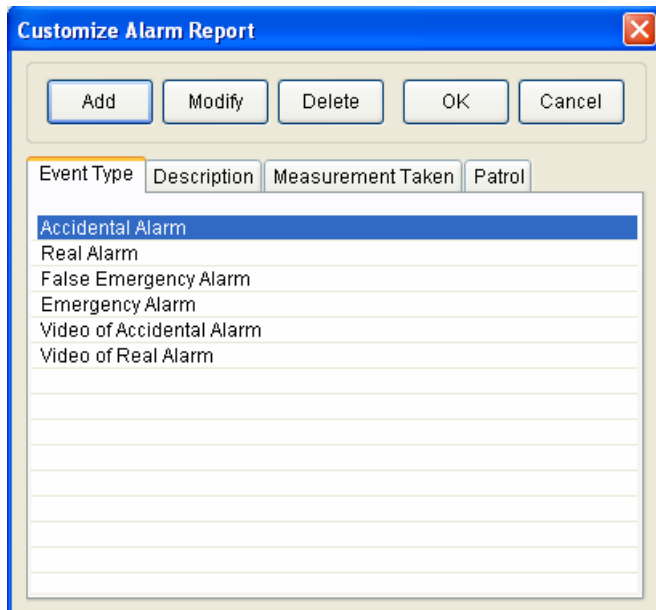 Customize Alarm Report
Add Modify Delete OK Cancel
Event Type Description Measurement Taken Patrol
Accidental Alarm
Real Alarm
False Emergency Alarm
Emergency Alarm
Video of Accidental Alarm
Video of Real Alarm